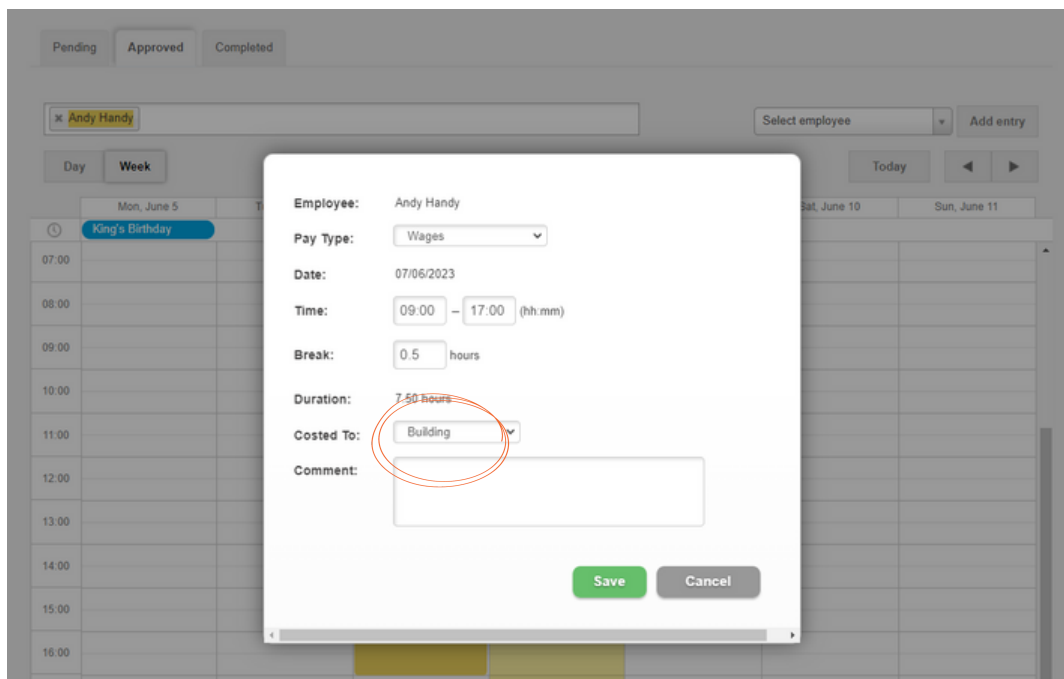 Pending Approved Completed
× Andy Handy
Select employee Add entry
Day Week Today
Mon, June 5 T Sat, June 10 Sun, June 11
King's Birthday
07:00
08:00
09:00
10:00
11:00
12:00
13:00
14:00
15:00
16:00
Employee: Andy Handy
Pay Type: Wages
Date: 07/06/2023
Time: 09:00 – 17:00 (hh:mm)
Break: 0.5 hours
Duration: 7.50 hours
Costed To: Building
Comment:
Save Cancel